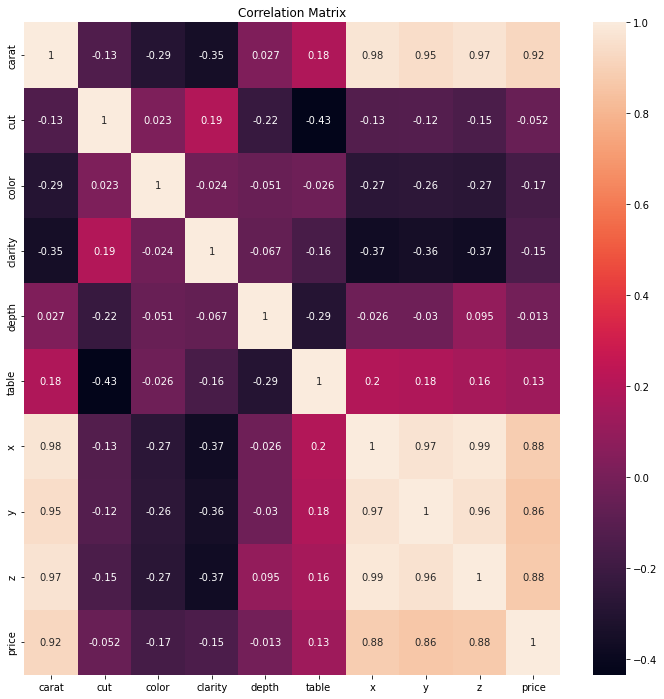 Correlation Matrix
carat 1 -0.13 -0.29 -0.35 0.027 0.18 0.98 0.95 0.97 0.92
cut -0.13 1 0.023 0.19 -0.22 -0.43 -0.13 -0.12 -0.15 -0.052
color -0.29 0.023 1 -0.024 -0.051 -0.026 -0.27 -0.26 -0.27 -0.17
clarity -0.35 0.19 -0.024 1 -0.067 -0.16 -0.37 -0.36 -0.37 -0.15
depth 0.027 -0.22 -0.051 -0.067 1 -0.29 -0.026 -0.03 0.095 -0.013
table 0.18 -0.43 -0.026 -0.16 -0.29 1 0.2 0.18 0.16 0.13
x 0.98 -0.13 -0.27 -0.37 -0.026 0.2 1 0.97 0.99 0.88
y 0.95 -0.12 -0.26 -0.36 -0.03 0.18 0.97 1 0.96 0.86
z 0.97 -0.15 -0.27 -0.37 0.095 0.16 0.99 0.96 1 0.88
price 0.92 -0.052 -0.17 -0.15 -0.013 0.13 0.88 0.86 0.88 1
carat cut color clarity depth table x y z price
1.0
0.8
0.6
0.4
0.2
0.0
−0.2
−0.4